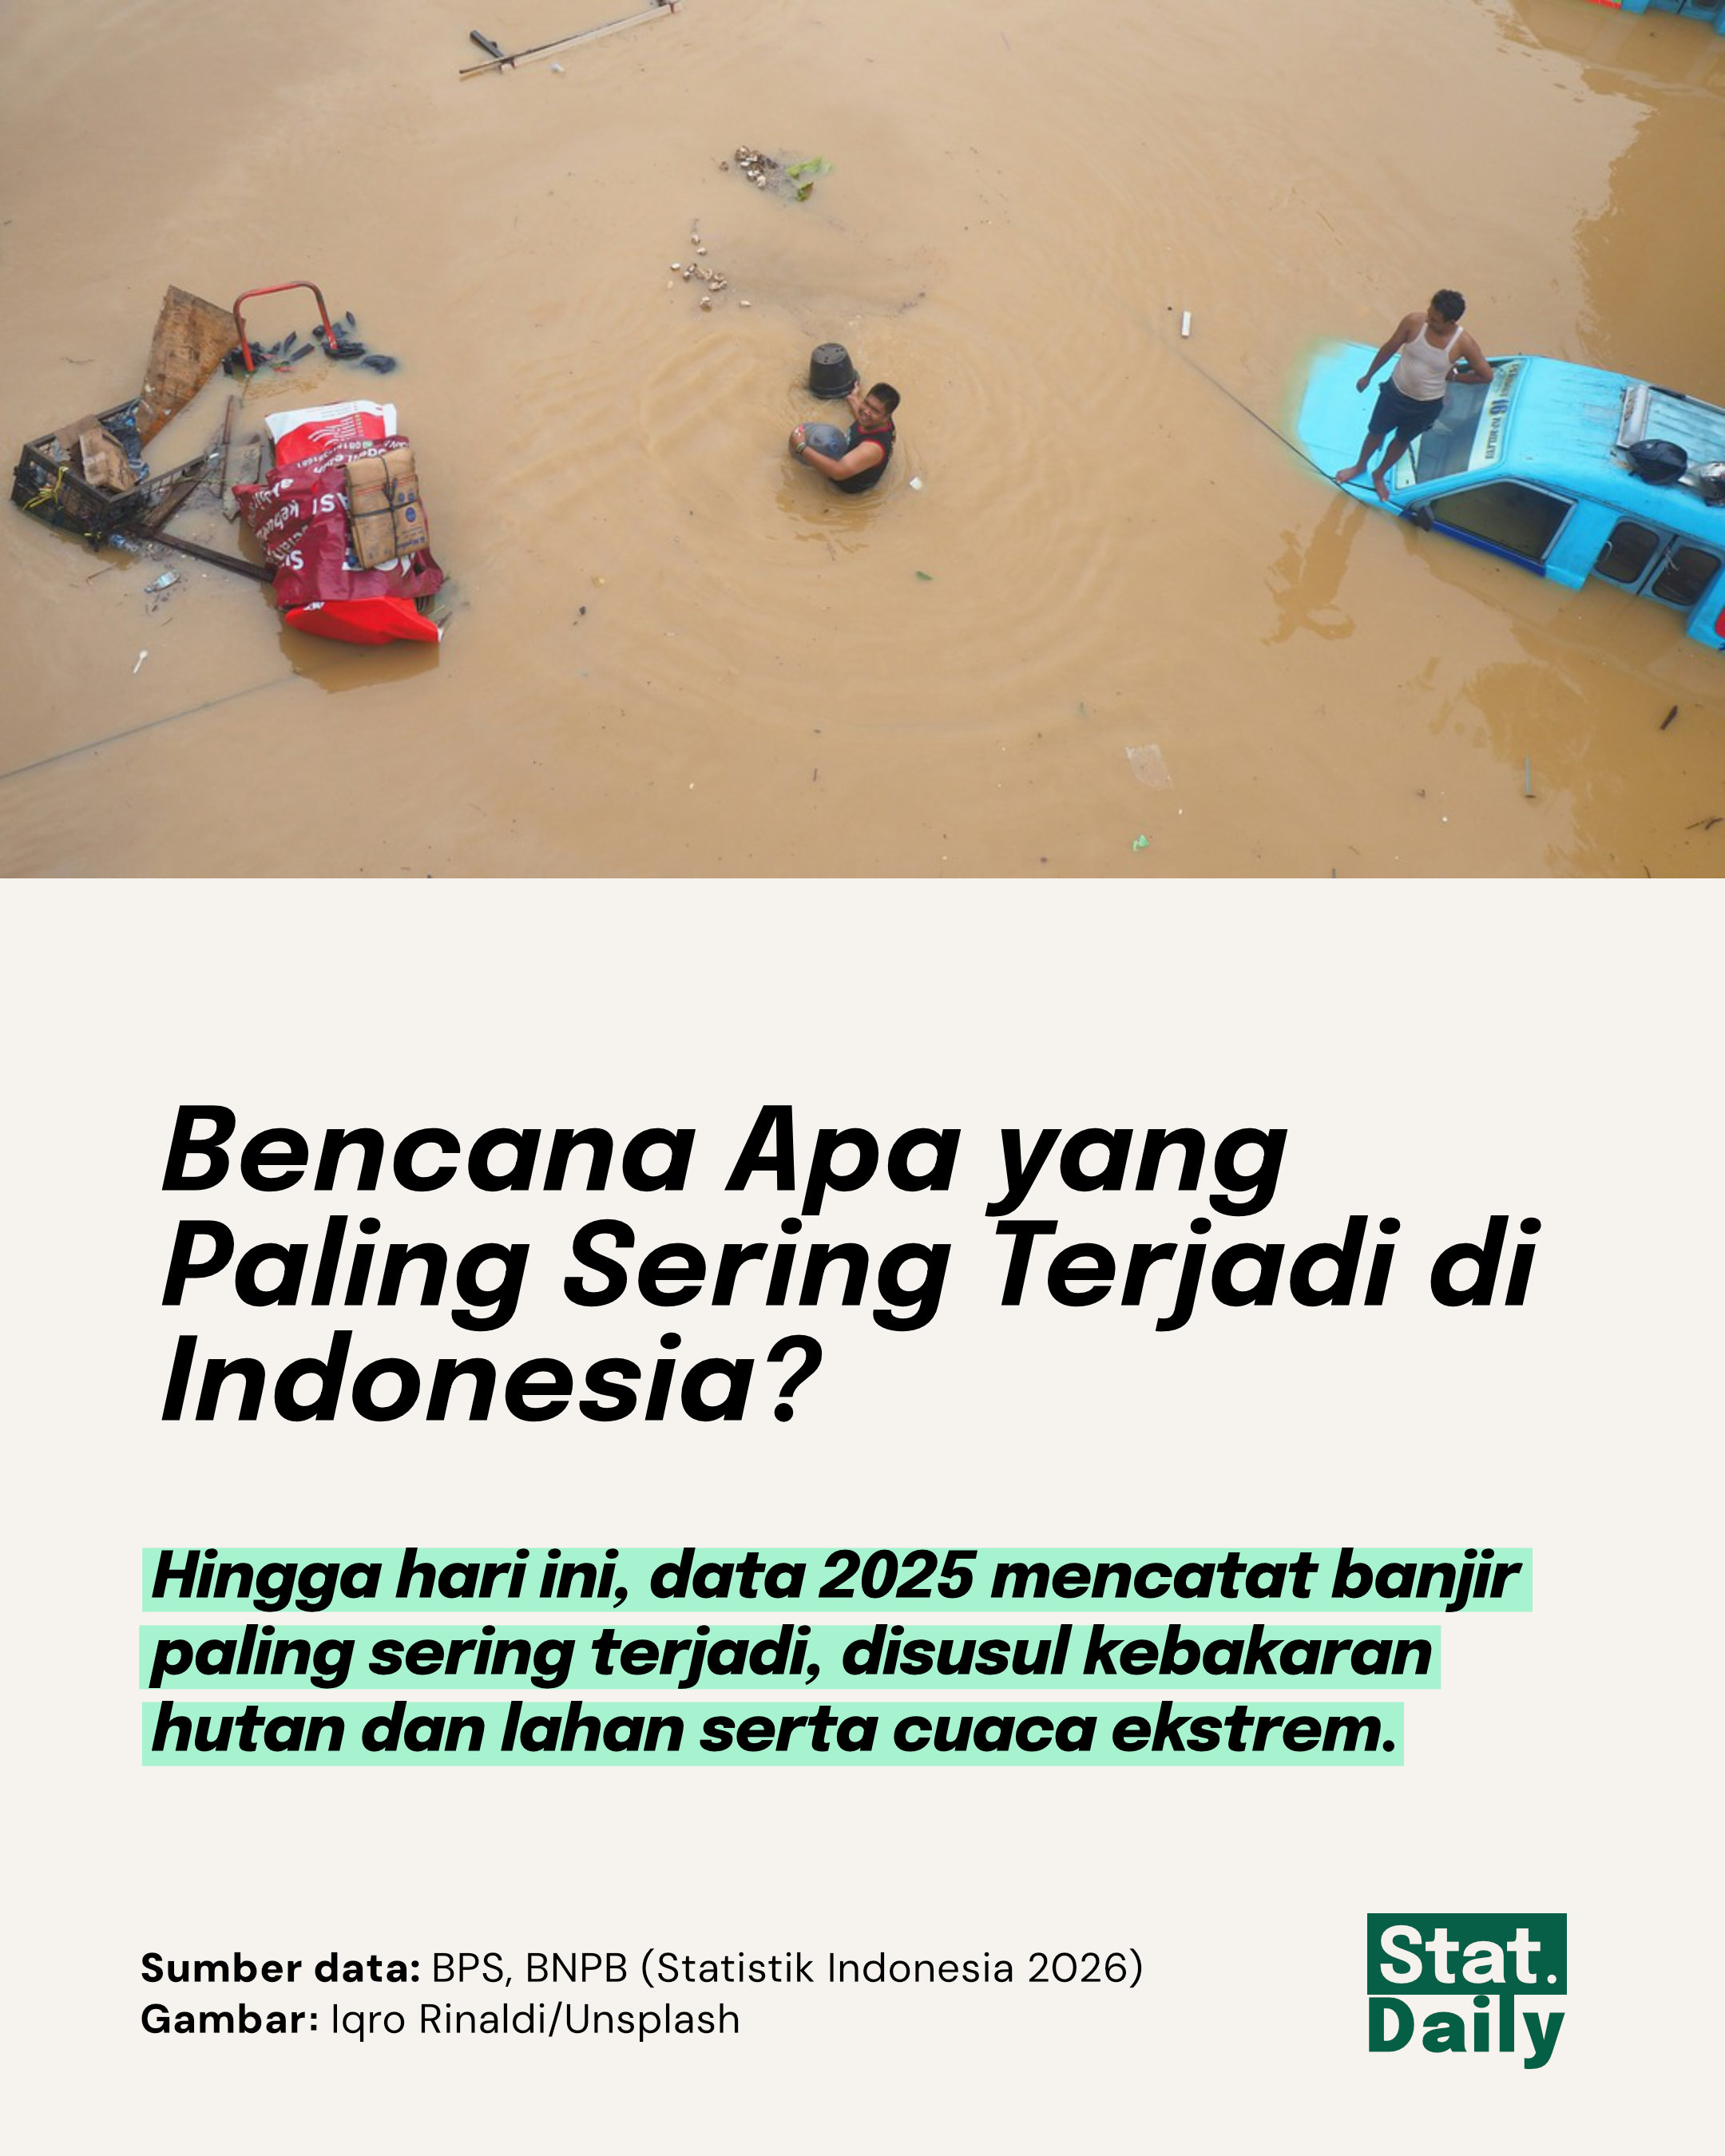 Bencana Apa yang
Paling Sering Terjadi di
Indonesia?
Hingga hari ini, data 2025 mencatat banjir
paling sering terjadi, disusul kebakaran
hutan dan lahan serta cuaca ekstrem.
Sumber data: BPS, BNPB (Statistik Indonesia 2026)
Gambar: Iqro Rinaldi/Unsplash
Stat.
Daily